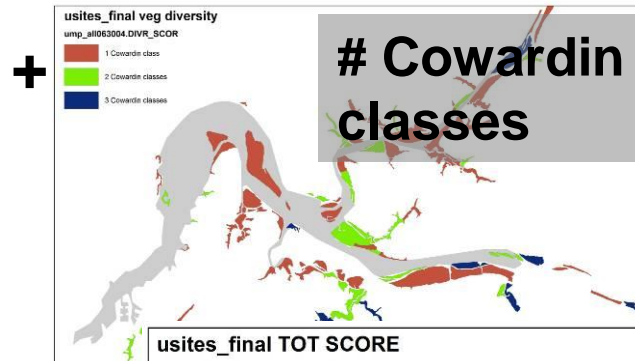 usites_final veg diversity
ump_all063004.DIVR_SCOR
1 Cowardin class
2 Cowardin classes
3 Cowardin classes
+
# Cowardin
classes
usites_final TOT SCORE